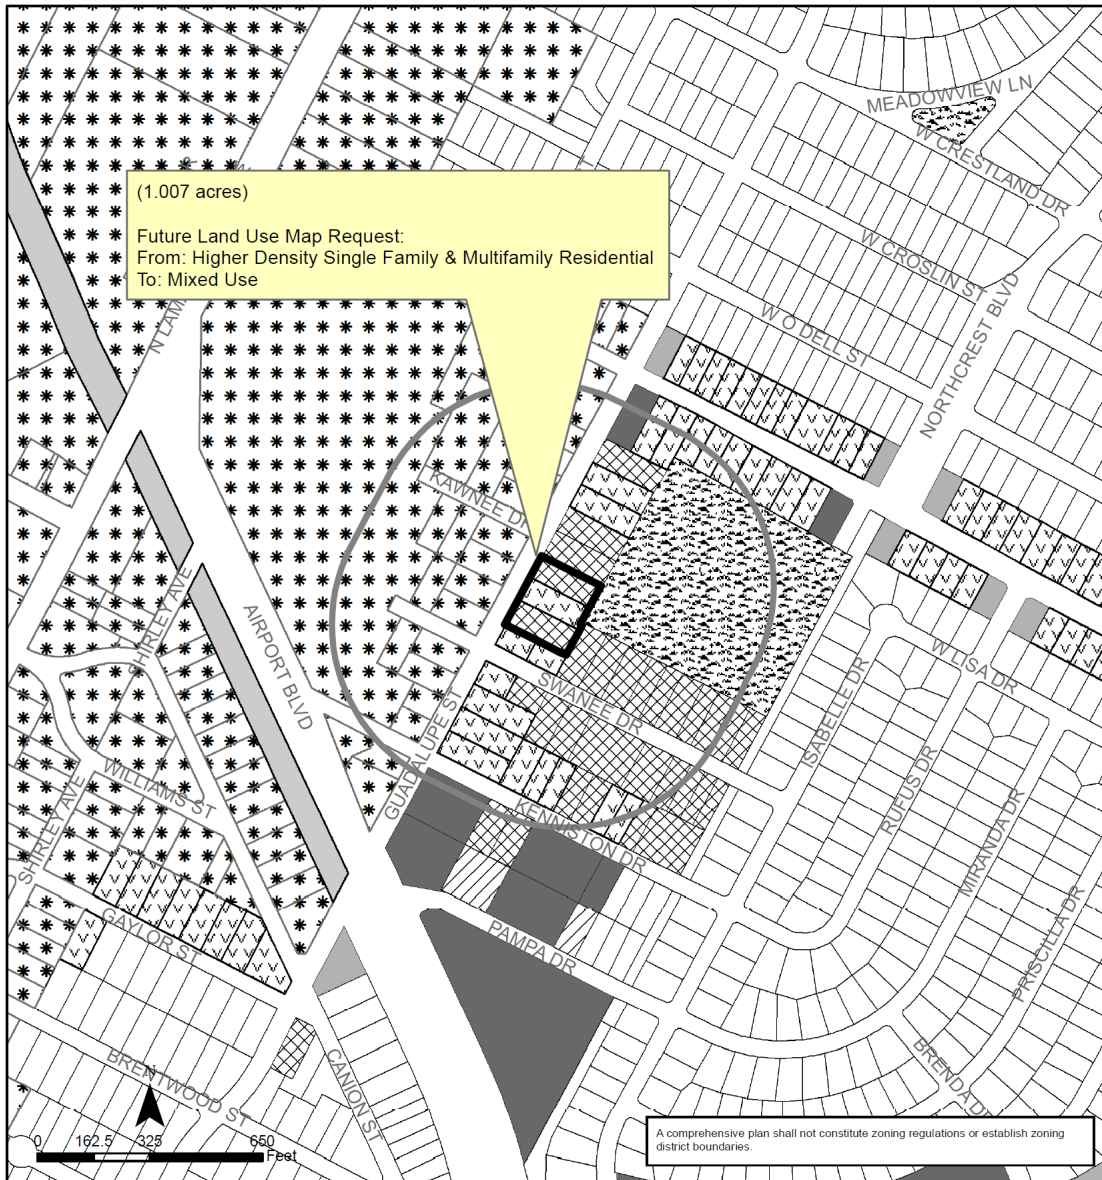 MEADOWVIEW LN
W CRESTLAND DR
(1.007 acres)
Future Land Use Map Request:
From: Higher Density Single Family & Multifamily Residential
To: Mixed Use
W CROSLIN ST
NORTHCREST BLVD
W O DELL ST
N LAM
KAWNEE DR
SHIRLEY AVE
AIRPORT BLVD
W LISA DR
SWANEE DR
ISABELLE DR
GUADALUPE ST
RUFUS DR
WILLIAMS ST
SHIRLEY AVE
KENNISTON DR
MIRANDA DR
GAYLOR ST
PAMPA DR
PRISCILLA DR
BRENTWOOD ST
CANION ST
BRENDA DR
N
0 162.5 325 650
Feet
A comprehensive plan shall not constitute zoning regulations or establish zoning
district boundaries.